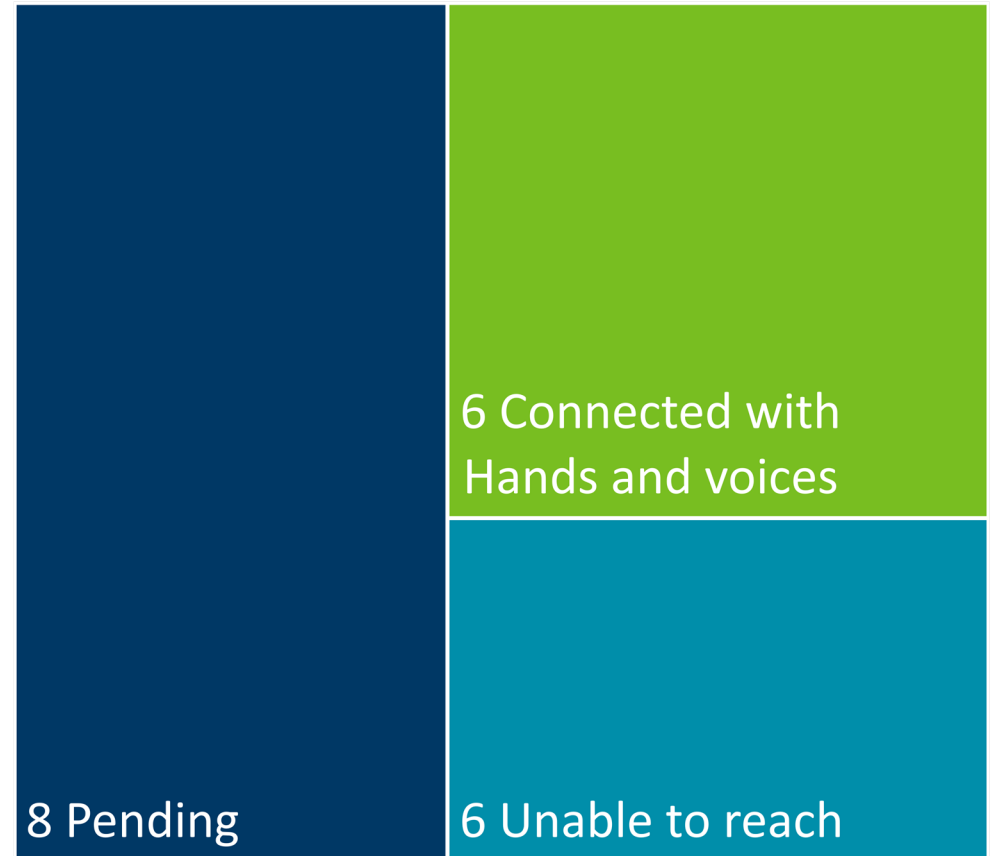 6 Connected with
Hands and voices
8 Pending
6 Unable to reach